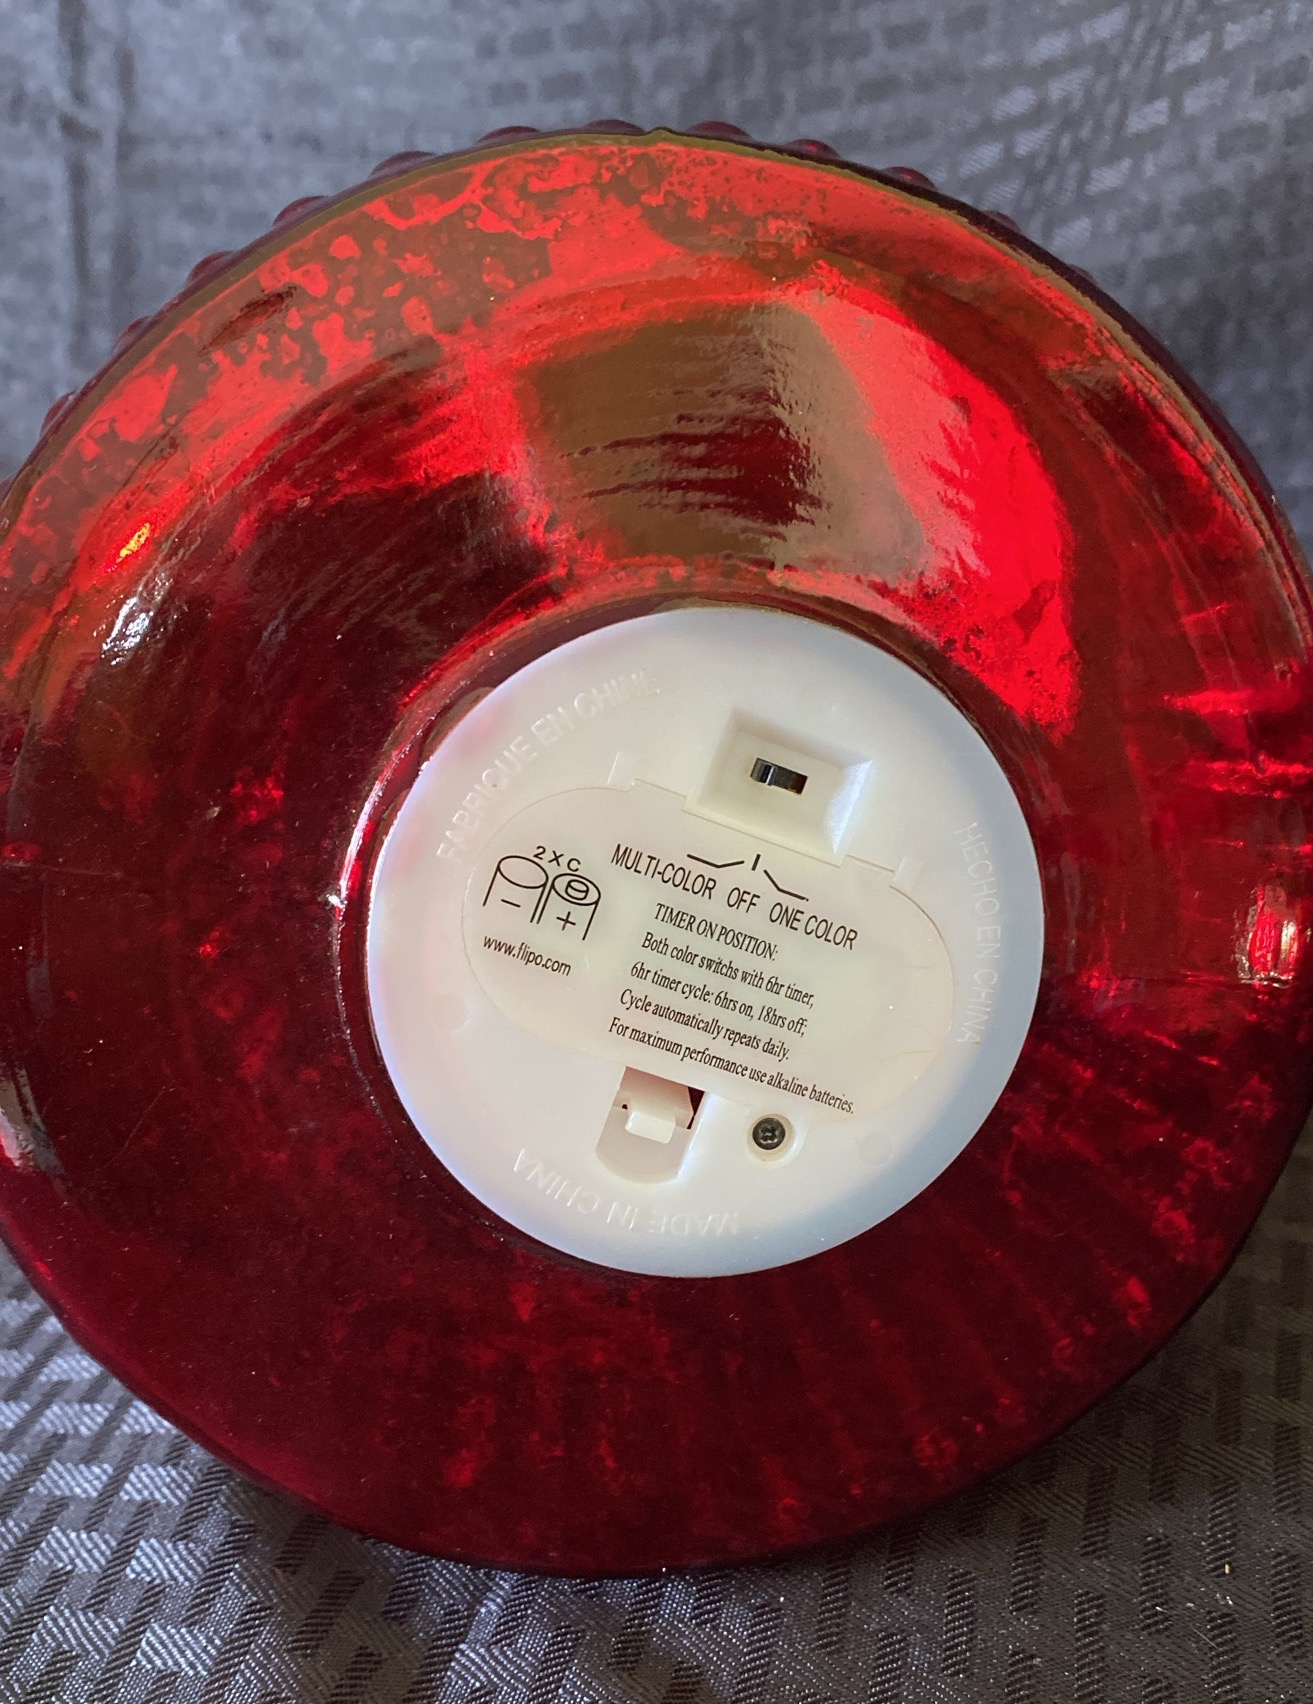 FABRIQUE EN CHINE
HECHO EN CHINA
2 X C
- +
www.flipo.com
MULTI-COLOR OFF ONE COLOR
TIMER ON POSITION:
Both color switchs with 6hr timer,
6hr timer cycle: 6hrs on, 18hrs off;
Cycle automatically repeats daily.
For maximum performance use alkaline batteries.
MADE IN CHINA